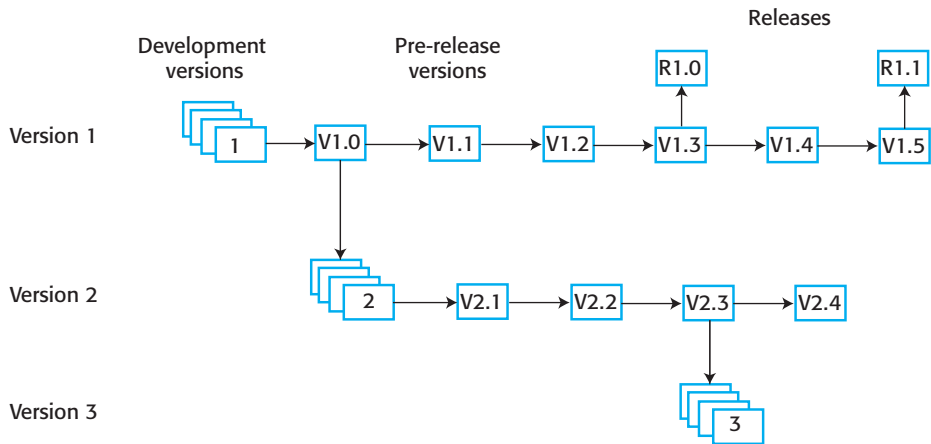 Releases
Development
versions
Pre-release
versions
R1.0
R1.1
Version 1
1
V1.0
V1.1
V1.2
V1.3
V1.4
V1.5
Version 2
2
V2.1
V2.2
V2.3
V2.4
Version 3
3